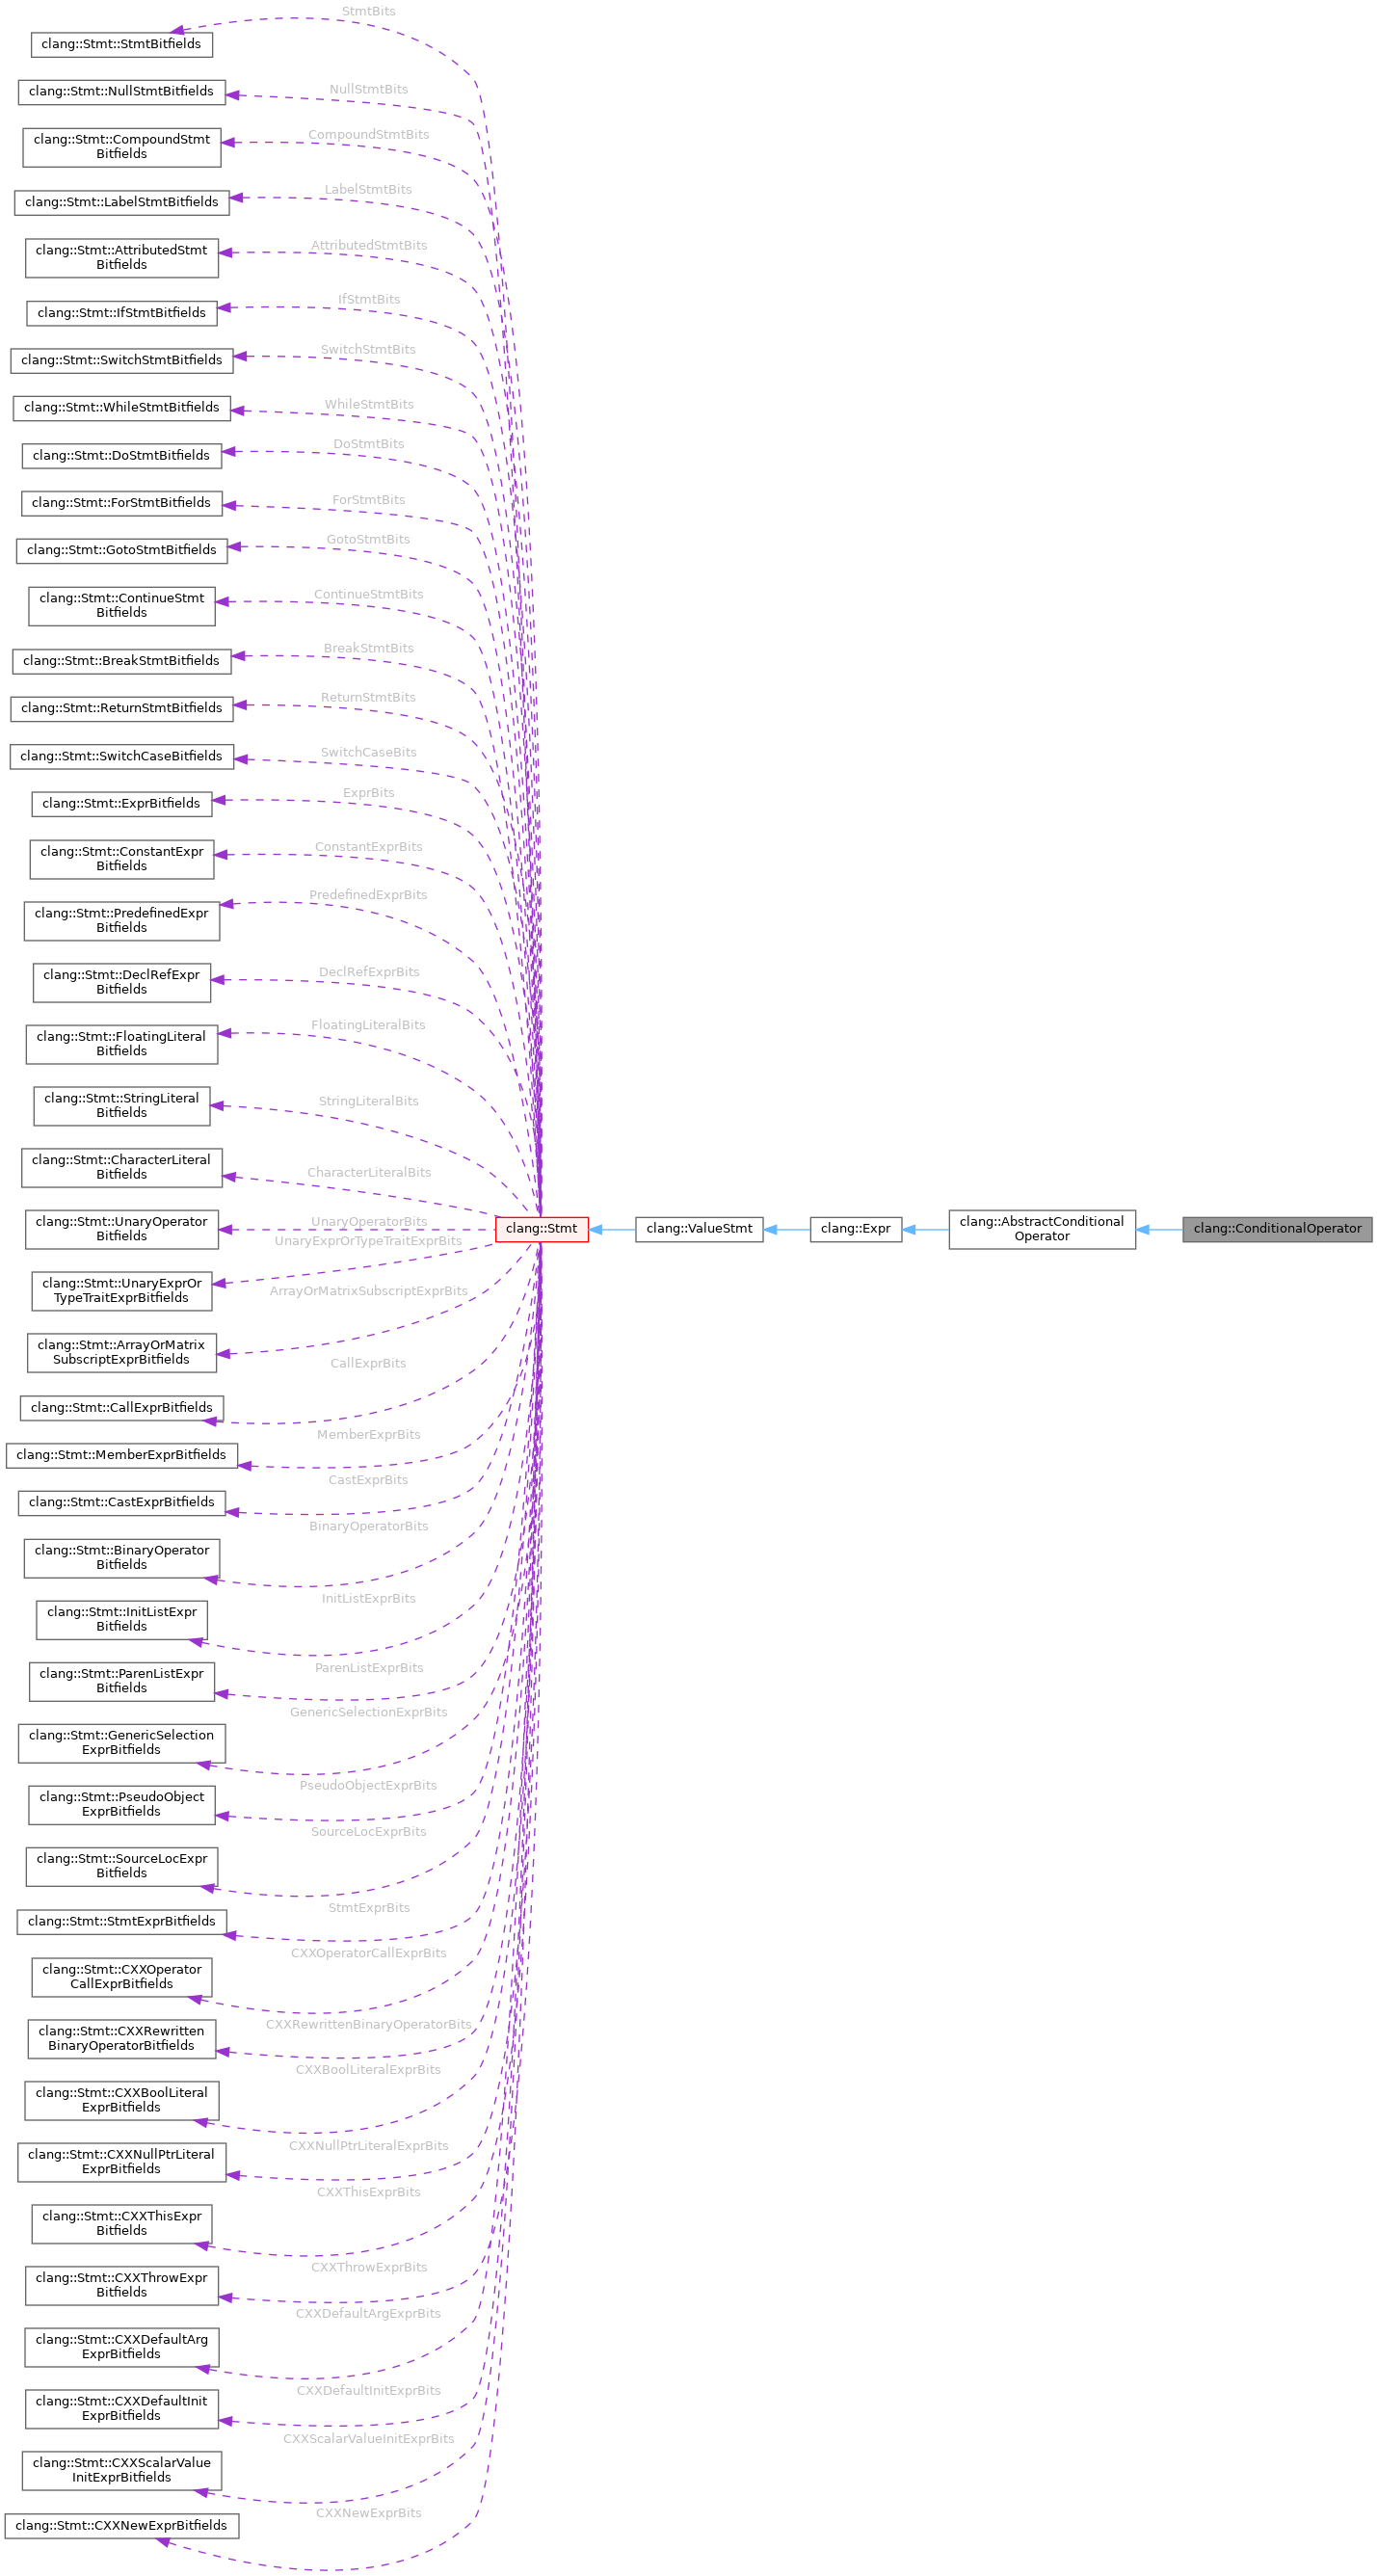 StmtBits
clang::Stmt::StmtBitfields
NullStmtBits
clang::Stmt::NullStmtBitfields
CompoundStmtBits
clang::Stmt::CompoundStmt
Bitfields
LabelStmtBits
clang::Stmt::LabelStmtBitfields
AttributedStmtBits
clang::Stmt::AttributedStmt
Bitfields
IfStmtBits
clang::Stmt::IfStmtBitfields
SwitchStmtBits
clang::Stmt::SwitchStmtBitfields
WhileStmtBits
clang::Stmt::WhileStmtBitfields
DoStmtBits
clang::Stmt::DoStmtBitfields
ForStmtBits
clang::Stmt::ForStmtBitfields
GotoStmtBits
clang::Stmt::GotoStmtBitfields
ContinueStmtBits
clang::Stmt::ContinueStmt
Bitfields
BreakStmtBits
clang::Stmt::BreakStmtBitfields
ReturnStmtBits
clang::Stmt::ReturnStmtBitfields
SwitchCaseBits
clang::Stmt::SwitchCaseBitfields
ExprBits
clang::Stmt::ExprBitfields
ConstantExprBits
clang::Stmt::ConstantExpr
Bitfields
PredefinedExprBits
clang::Stmt::PredefinedExpr
Bitfields
DeclRefExprBits
clang::Stmt::DeclRefExpr
Bitfields
FloatingLiteralBits
clang::Stmt::FloatingLiteral
Bitfields
StringLiteralBits
clang::Stmt::StringLiteral
Bitfields
CharacterLiteralBits
clang::Stmt::CharacterLiteral
Bitfields
UnaryOperatorBits
clang::Stmt::UnaryOperator
Bitfields
clang::Stmt
clang::ValueStmt
clang::Expr
clang::AbstractConditional
Operator
clang::ConditionalOperator
UnaryExprOrTypeTraitExprBits
clang::Stmt::UnaryExprOr
TypeTraitExprBitfields
ArrayOrMatrixSubscriptExprBits
clang::Stmt::ArrayOrMatrix
SubscriptExprBitfields
CallExprBits
clang::Stmt::CallExprBitfields
MemberExprBits
clang::Stmt::MemberExprBitfields
CastExprBits
clang::Stmt::CastExprBitfields
BinaryOperatorBits
clang::Stmt::BinaryOperator
Bitfields
InitListExprBits
clang::Stmt::InitListExpr
Bitfields
ParenListExprBits
clang::Stmt::ParenListExpr
Bitfields
GenericSelectionExprBits
clang::Stmt::GenericSelection
ExprBitfields
PseudoObjectExprBits
clang::Stmt::PseudoObject
ExprBitfields
SourceLocExprBits
clang::Stmt::SourceLocExpr
Bitfields
StmtExprBits
clang::Stmt::StmtExprBitfields
CXXOperatorCallExprBits
clang::Stmt::CXXOperator
CallExprBitfields
CXXRewrittenBinaryOperatorBits
clang::Stmt::CXXRewritten
BinaryOperatorBitfields
CXXBoolLiteralExprBits
clang::Stmt::CXXBoolLiteral
ExprBitfields
CXXNullPtrLiteralExprBits
clang::Stmt::CXXNullPtrLiteral
ExprBitfields
CXXThisExprBits
clang::Stmt::CXXThisExpr
Bitfields
CXXThrowExprBits
clang::Stmt::CXXThrowExpr
Bitfields
CXXDefaultArgExprBits
clang::Stmt::CXXDefaultArg
ExprBitfields
CXXDefaultInitExprBits
clang::Stmt::CXXDefaultInit
ExprBitfields
CXXScalarValueInitExprBits
clang::Stmt::CXXScalarValue
InitExprBitfields
CXXNewExprBits
clang::Stmt::CXXNewExprBitfields